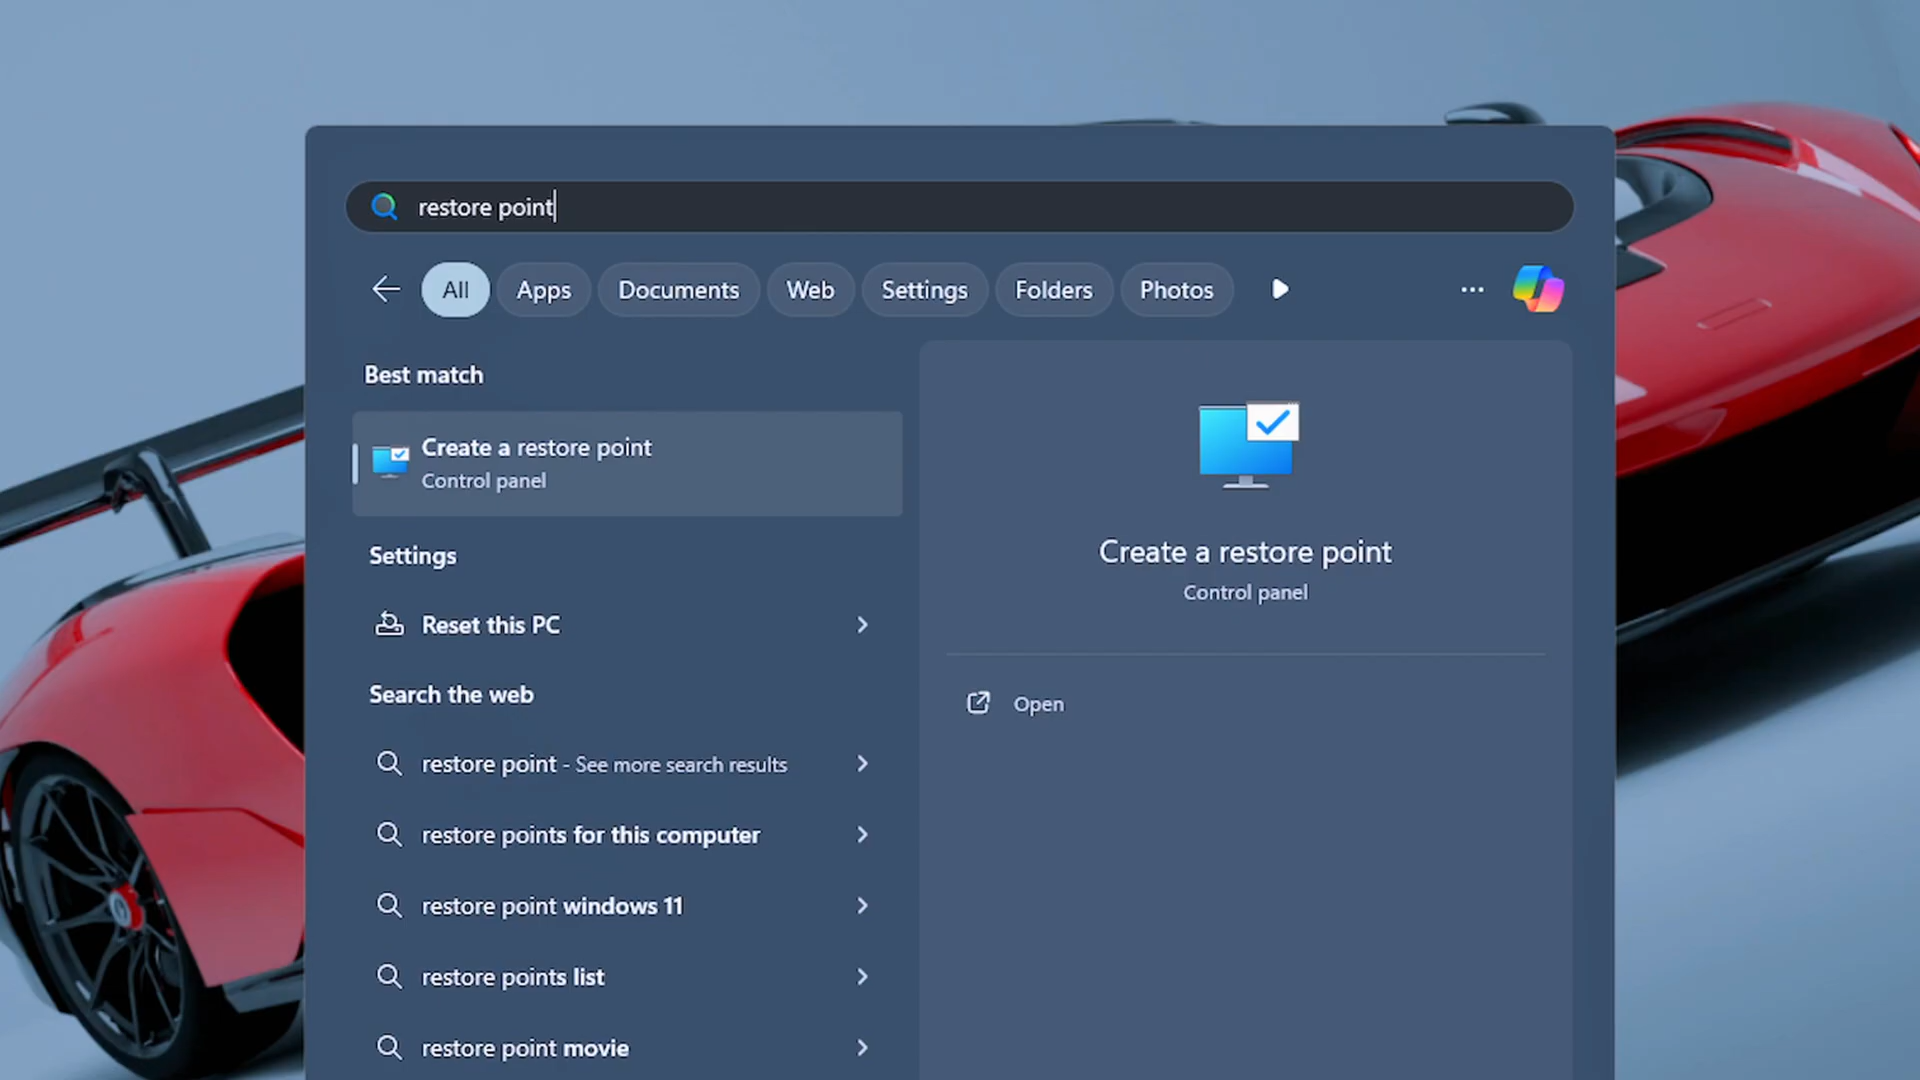 restore point
All Apps Documents Web Settings Folders Photos
Best match
Create a restore point
Control panel
Settings
Reset this PC
Search the web
restore point - See more search results
restore points for this computer
restore point windows 11
restore points list
restore point movie
Create a restore point
Control panel
Open